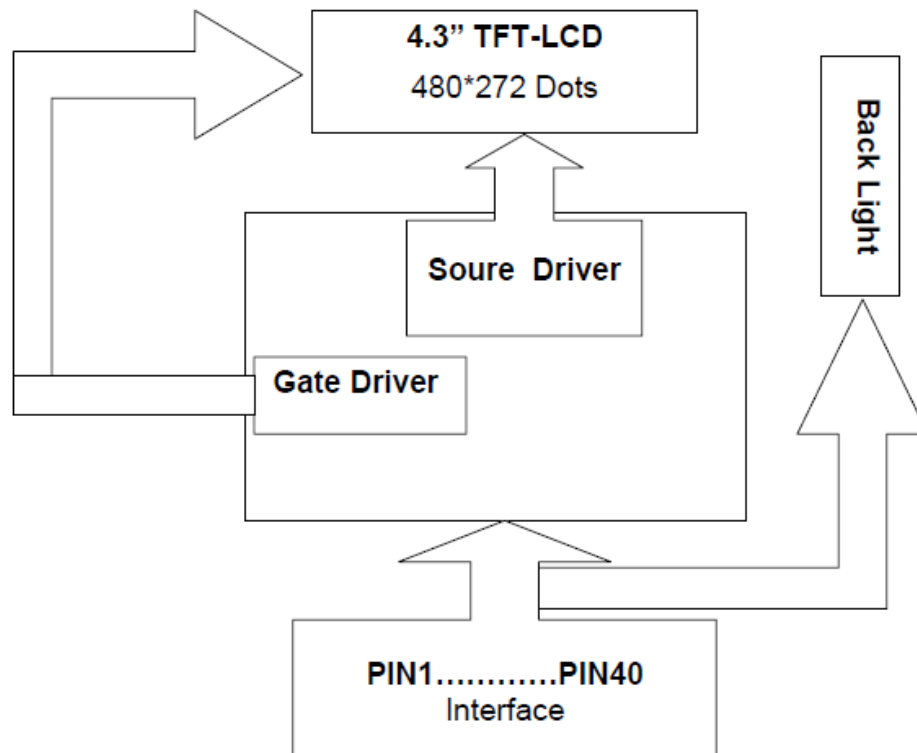 4.3” TFT-LCD
480*272 Dots
Back Light
Soure Driver
Gate Driver
PIN1…………PIN40
Interface